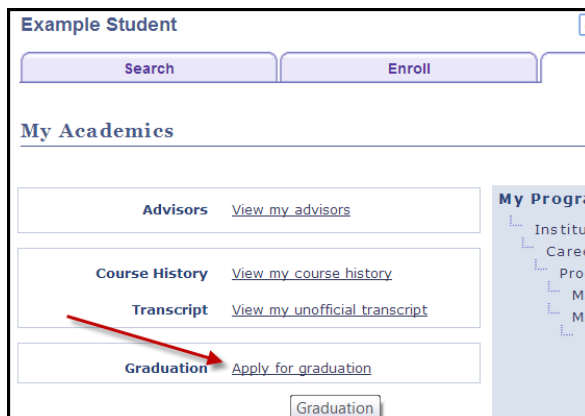 Example Student
Search Enroll
My Academics
Advisors View my advisors
Course History View my course history
Transcript View my unofficial transcript
Graduation Apply for graduation
Graduation
My